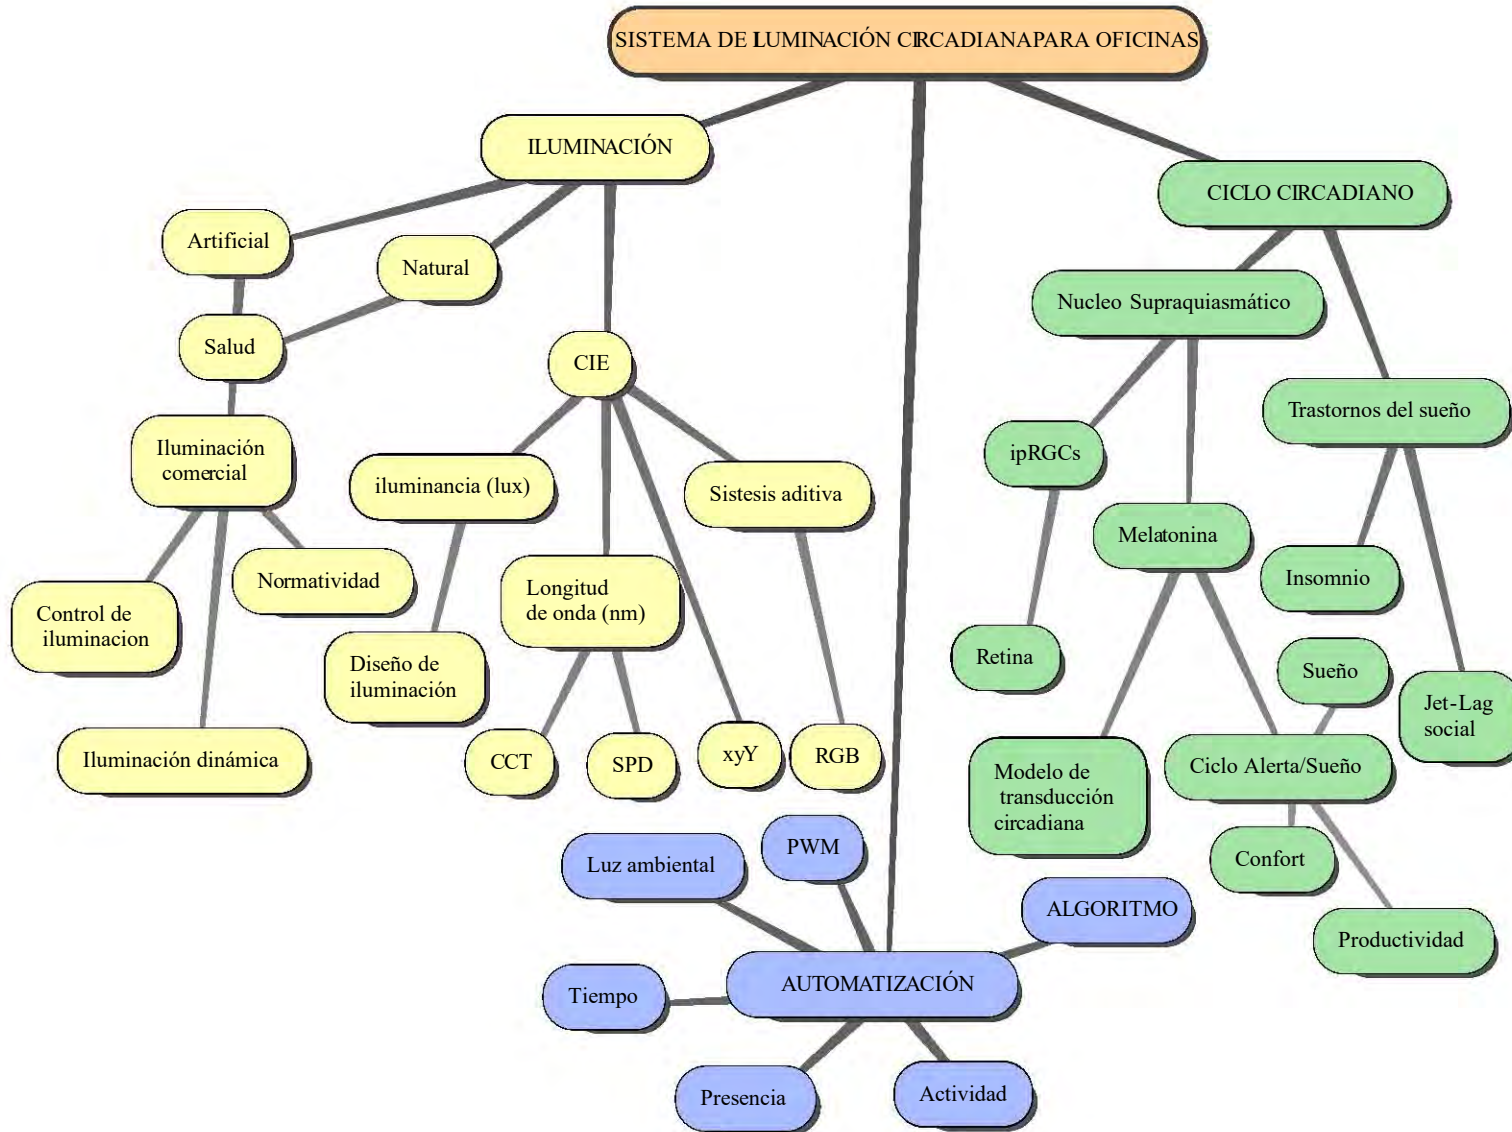 SISTEMA DE ILUMINACIÓN CIRCADIANA PARA OFICINAS
ILUMINACIÓN
CICLO CIRCADIANO
Artificial
Natural
Nucleo Supraquiasmático
Salud
CIE
Trastornos del sueño
Iluminación
comercial
ipRGCs
iluminancia (lux)
Sistesis aditiva
Melatonina
Normatividad
Insomnio
Longitud
de onda (nm)
Control de
iluminacion
Retina
Sueño
Diseño de
iluminación
Jet-Lag
social
Iluminación dinámica
CCT
SPD
xyY
RGB
Ciclo Alerta/Sueño
Modelo de
transducción
circadiana
PWM
Luz ambiental
Confort
ALGORITMO
Productividad
AUTOMATIZACIÓN
Tiempo
Presencia
Actividad